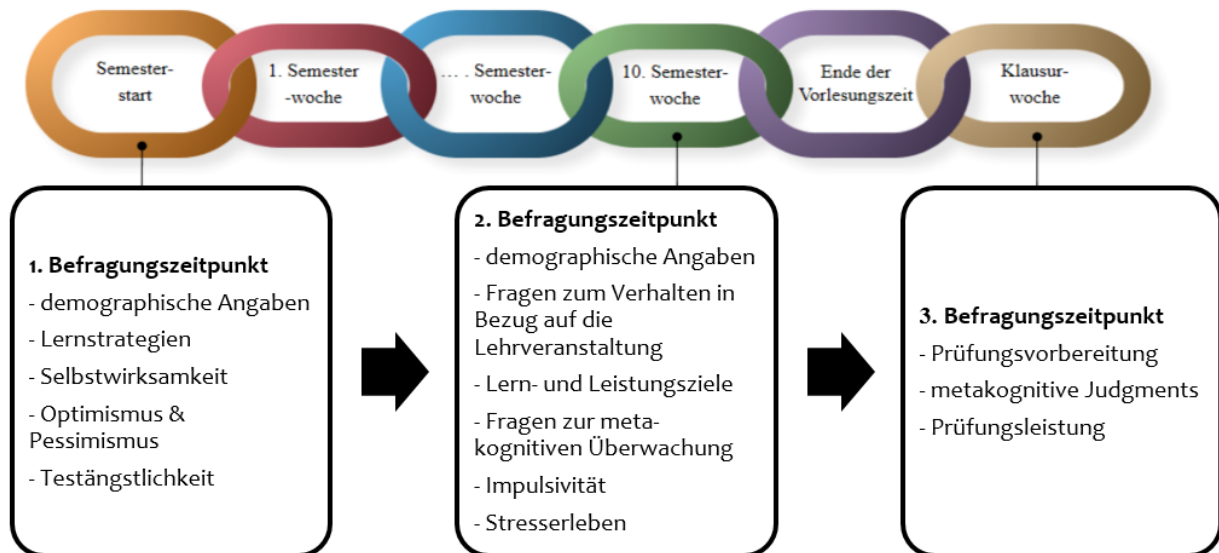 Semester-
start
1. Semester
-woche
... . Semester-
woche
10. Semester-
woche
Ende der
Vorlesungszeit
Klausur-
woche
1. Befragungszeitpunkt
- demographische Angaben
- Lernstrategien
- Selbstwirksamkeit
- Optimismus &
Pessimismus
- Testängstlichkeit
2. Befragungszeitpunkt
- demographische Angaben
- Fragen zum Verhalten in
Bezug auf die
Lehrveranstaltung
- Lern- und Leistungsziele
- Fragen zur meta-
kognitiven Überwachung
- Impulsivität
- Stresserleben
3. Befragungszeitpunkt
- Prüfungsvorbereitung
- metakognitive Judgments
- Prüfungsleistung